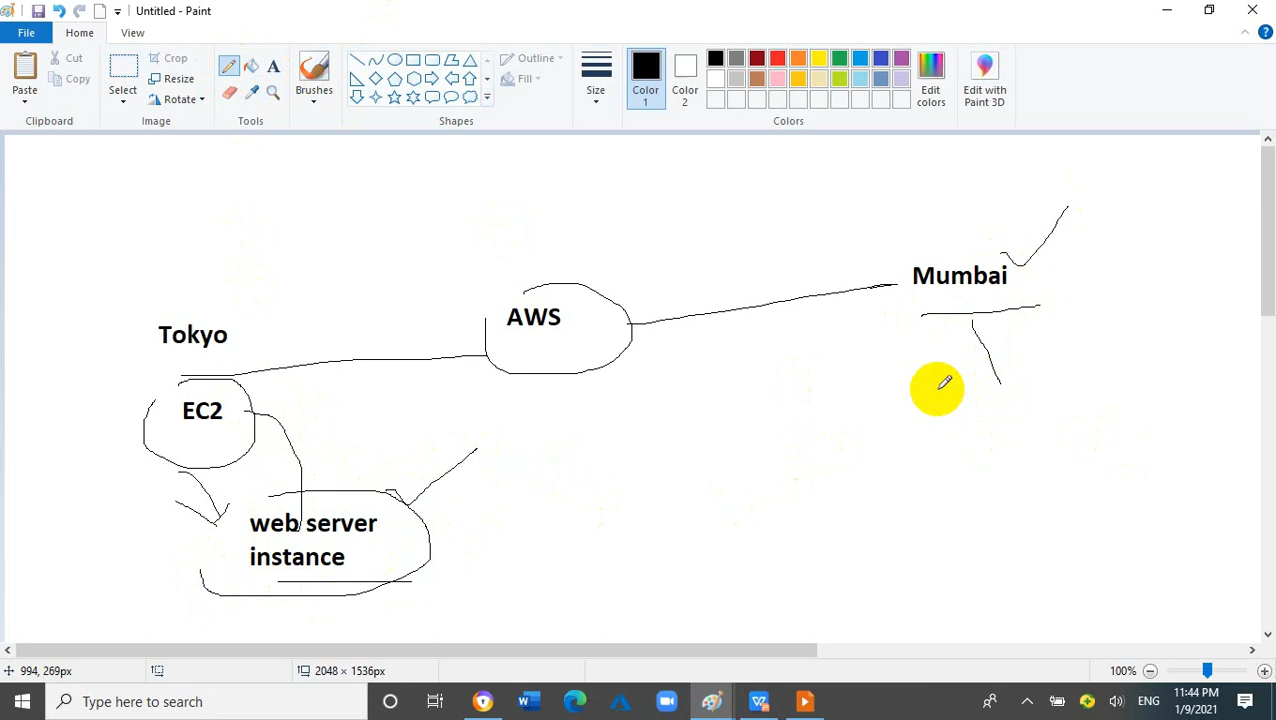 Untitled - Paint
File
Home
View
Paste
Cut
Copy
Clipboard
Select
Crop
Resize
Rotate
Image
A
Tools
Brushes
Outline
Fill
Shapes
Size
Color
1
Color
2
Edit
colors
Colors
Edit with
Paint 3D
Mumbai
AWS
Tokyo
EC2
web server
instance
994, 269px
2048 × 1536px
100%
Type here to search
ENG
11:44 PM
1/9/2021